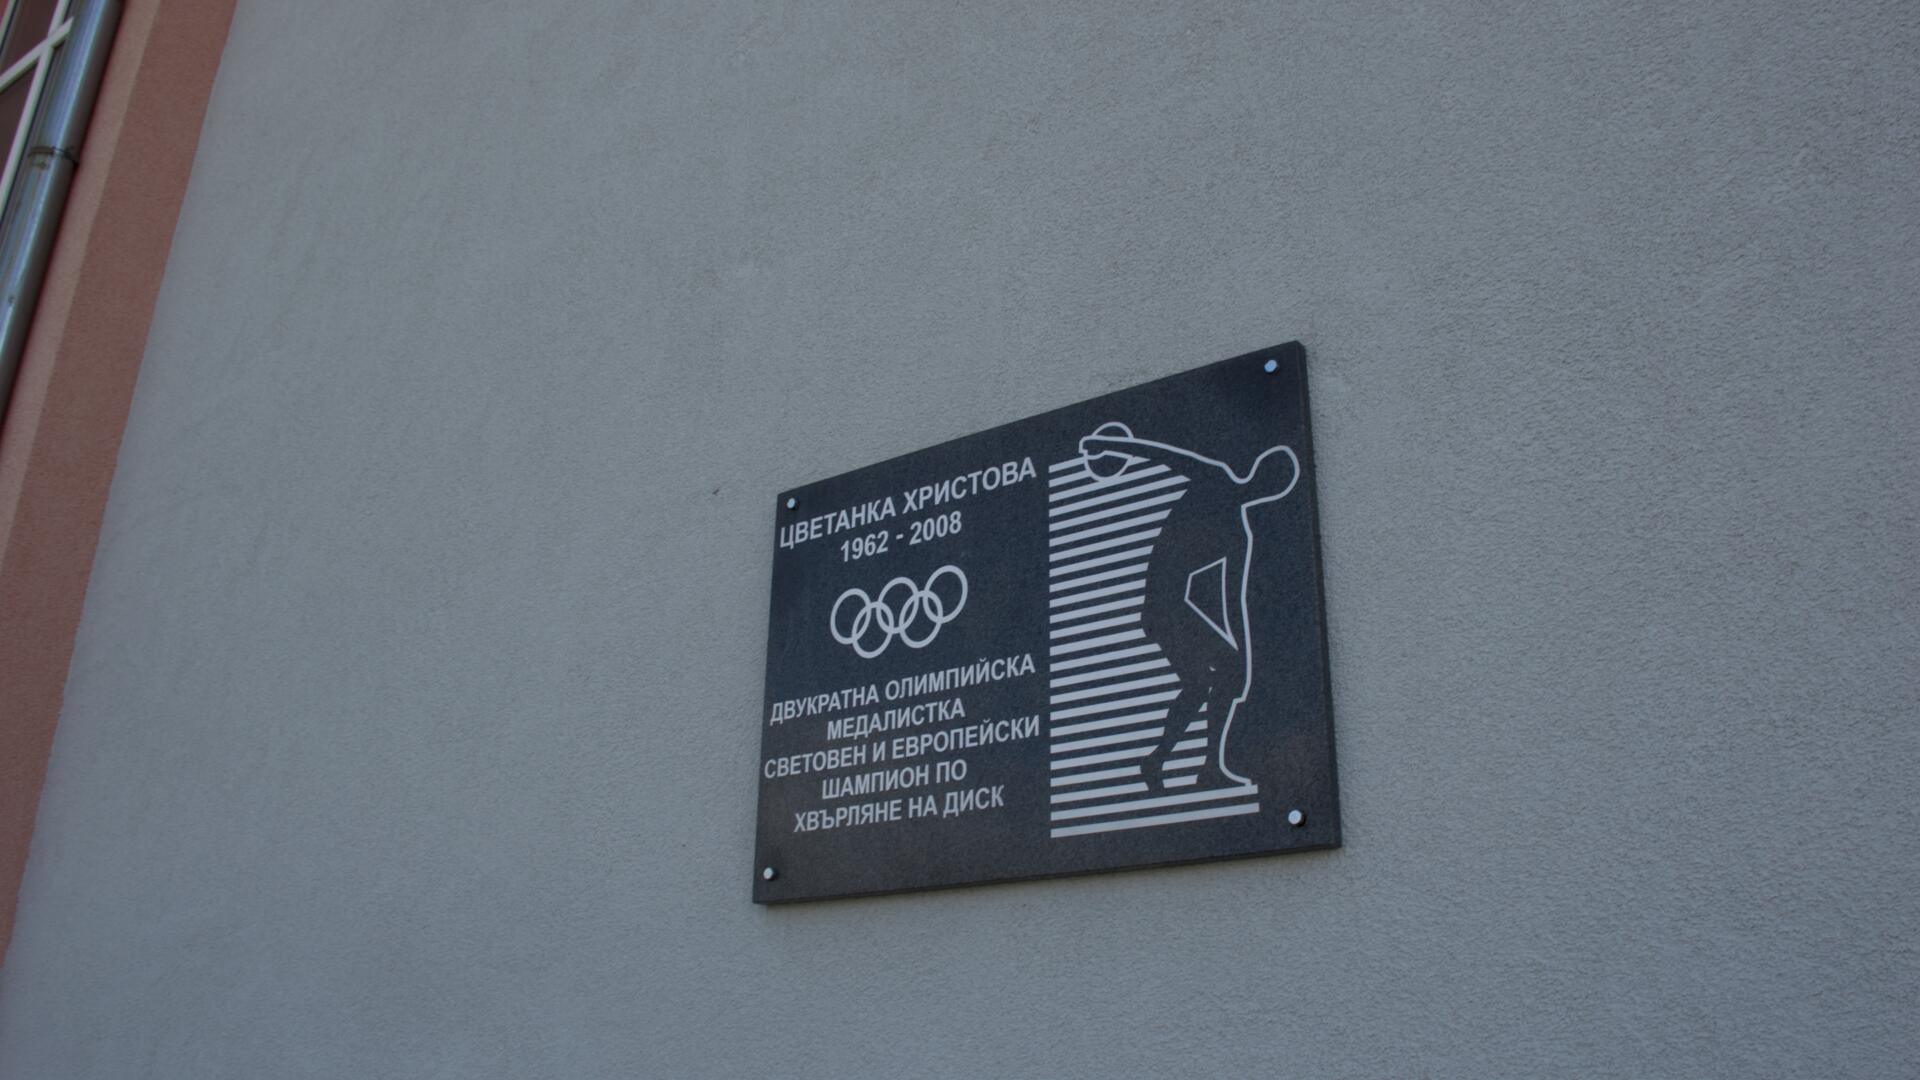 ЦВЕТАНКА ХРИСТОВА
1962 - 2008
ДВУКРАТНА ОЛИМПИЙСКА
МЕДАЛИСТКА
СВЕТОВЕН И ЕВРОПЕЙСКИ
ШАМПИОН ПО
ХВЪРЛЯНЕ НА ДИСК